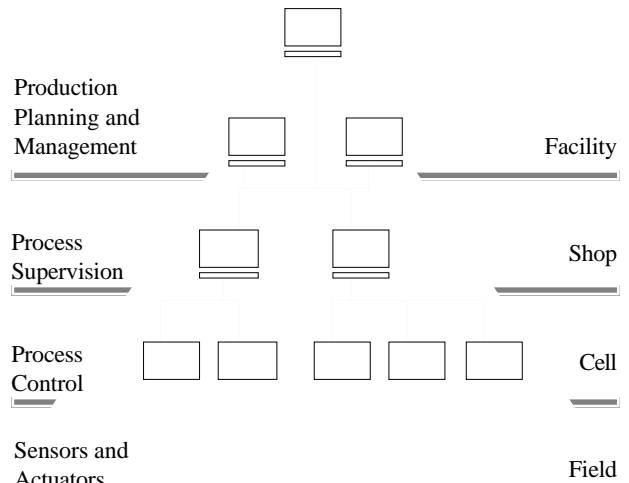 Production
Planning and
Management
Facility
Process
Supervision
Shop
Process
Control
Cell
Sensors and
Actuators
Field